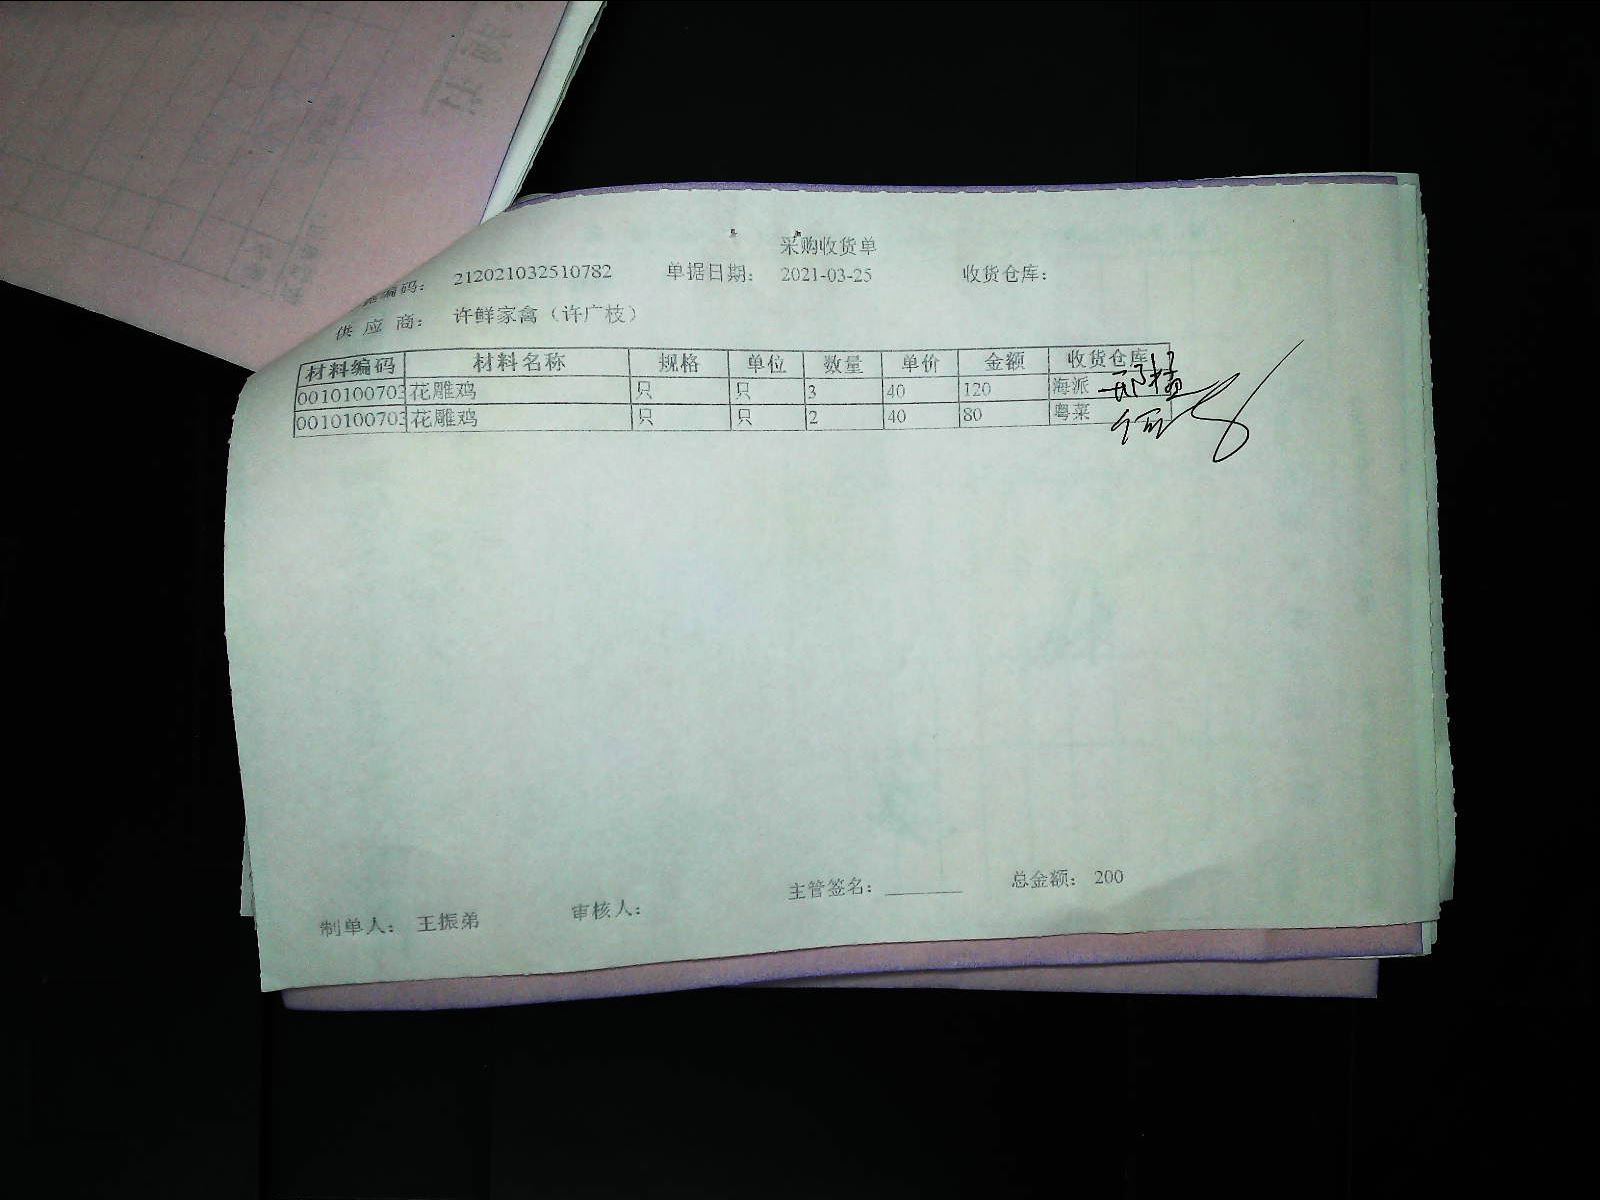 采购收货单
编码： 212021032510782 单据日期： 2021-03-25 收货仓库：
供 应 商： 许鲜家禽（许广枝）
材料编码 材料名称 规格 单位 数量 单价 金额 收货仓库
0010100703 花雕鸡 只 只 3 40 120 海派
0010100703 花雕鸡 只 只 2 40 80 粤菜
主管签名： 总金额： 200
制单人： 王振弟 审核人：